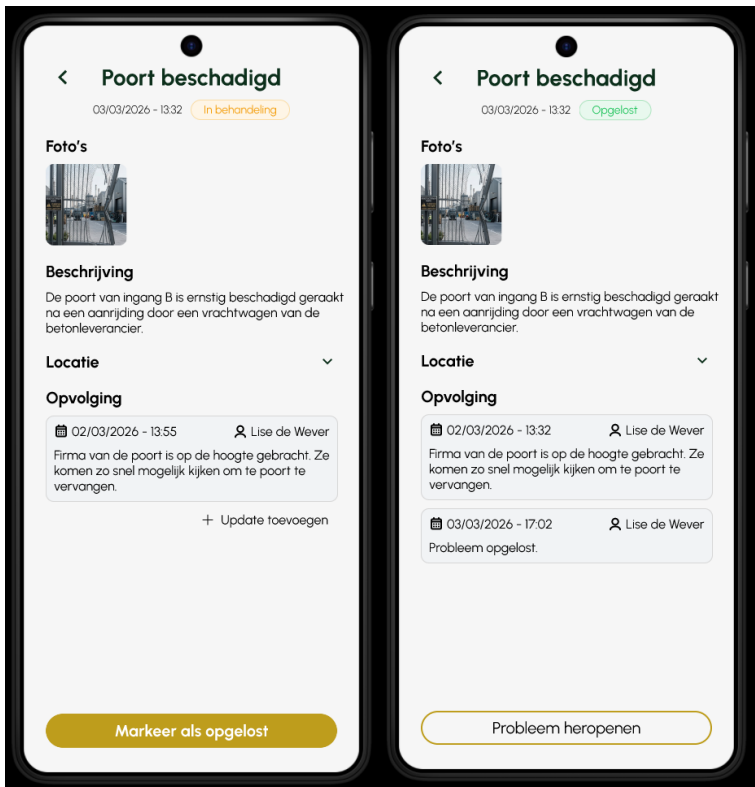 Poort beschadigd
03/03/2026 - 13:32 In behandeling
Foto's
Beschrijving
De poort van ingang B is ernstig beschadigd geraakt
na een aanrijding door een vrachtwagen van de
betonleverancier.
Locatie
Opvolging
02/03/2026 - 13:55 Lise de Wever
Firma van de poort is op de hoogte gebracht. Ze
komen zo snel mogelijk kijken om te poort te
vervangen.
+ Update toevoegen
Markeer als opgelost
Poort beschadigd
03/03/2026 - 13:32 Opgelost
Foto's
Beschrijving
De poort van ingang B is ernstig beschadigd geraakt
na een aanrijding door een vrachtwagen van de
betonleverancier.
Locatie
Opvolging
02/03/2026 - 13:32 Lise de Wever
Firma van de poort is op de hoogte gebracht. Ze
komen zo snel mogelijk kijken om te poort te
vervangen.
03/03/2026 - 17:02 Lise de Wever
Probleem opgelost.
Probleem heropenen